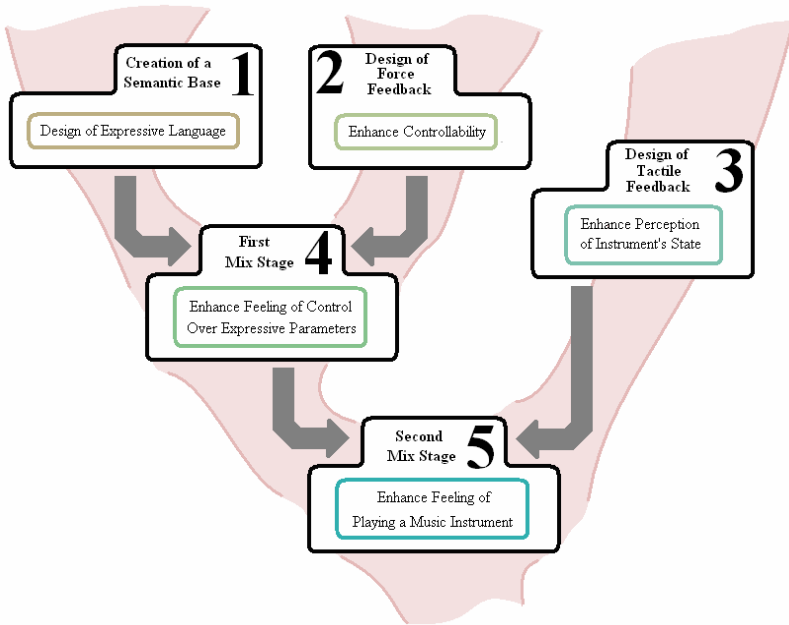 Creation of a
Semantic Base
1
Design of Expressive Language
2
Design of
Force
Feedback
Enhance Controllability
Design of
Tactile
Feedback
3
Enhance Perception
of Instrument's State
First
Mix Stage
4
Enhance Feeling of Control
Over Expressive Parameters
Second
Mix Stage
5
Enhance Feeling of
Playing a Music Instrument